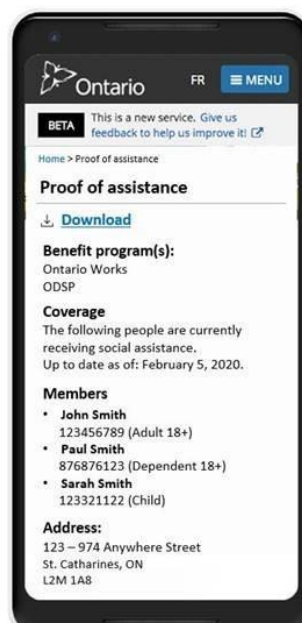 Ontario
FR
MENU
BETA
This is a new service. Give us
feedback to help us improve it!
Home > Proof of assistance
Proof of assistance
Download
Benefit program(s):
Ontario Works
ODSP
Coverage
The following people are currently
receiving social assistance.
Up to date as of: February 5, 2020.
Members
• John Smith
123456789 (Adult 18+)
• Paul Smith
876876123 (Dependent 18+)
• Sarah Smith
123321122 (Child)
Address:
123 – 974 Anywhere Street
St. Catharines, ON
L2M 1A8